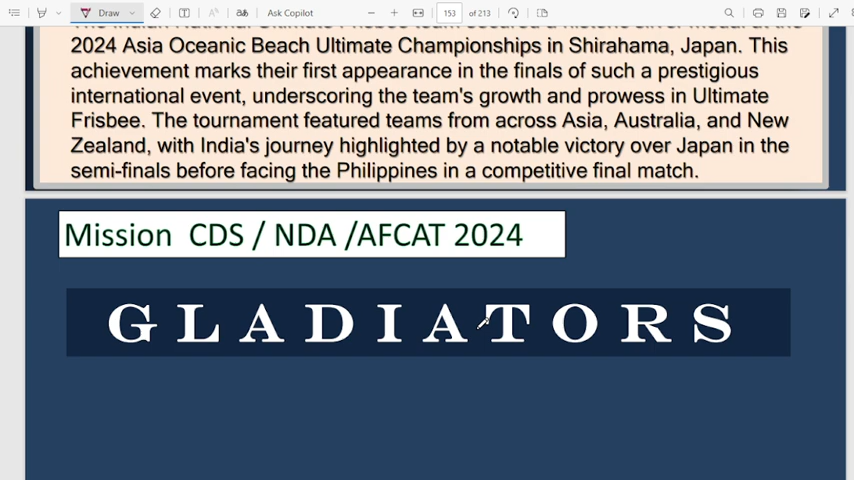 Draw
Ask Copilot
153 of 213
2024 Asia Oceanic Beach Ultimate Championships in Shirahama, Japan. This
achievement marks their first appearance in the finals of such a prestigious
international event, underscoring the team's growth and prowess in Ultimate
Frisbee. The tournament featured teams from across Asia, Australia, and New
Zealand, with India's journey highlighted by a notable victory over Japan in the
semi-finals before facing the Philippines in a competitive final match.
Mission CDS / NDA /AFCAT 2024
GLADIATORS